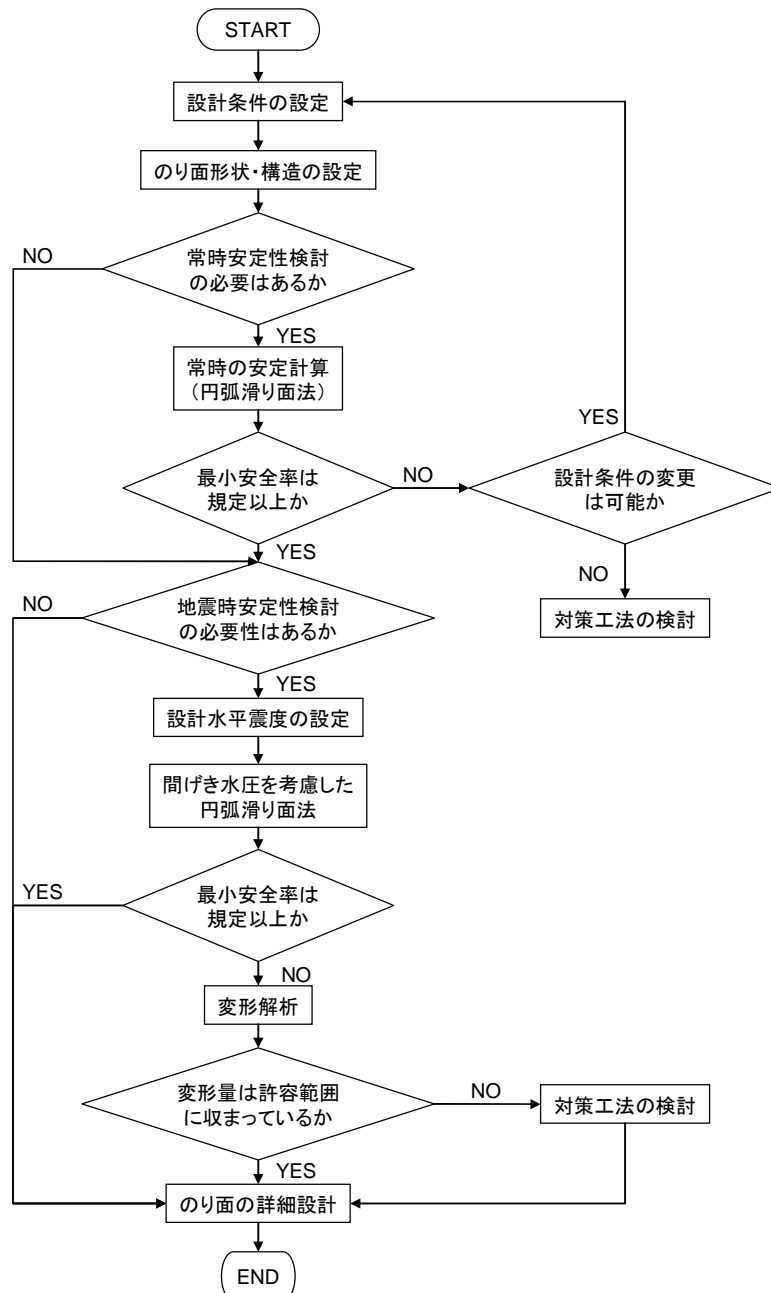 START
設計条件の設定
のり面形状・構造の設定
NO
常時安定性検討
の必要はあるか
YES
常時の安定計算
（円弧滑り面法）
YES
最小安全率は
規定以上か
NO
設計条件の変更
は可能か
YES
NO
NO
地震時安定性検討
の必要性はあるか
対策工法の検討
YES
設計水平震度の設定
間げき水圧を考慮した
円弧滑り面法
YES
最小安全率は
規定以上か
NO
変形解析
変形量は許容範囲
に収まっているか
NO
対策工法の検討
YES
のり面の詳細設計
END